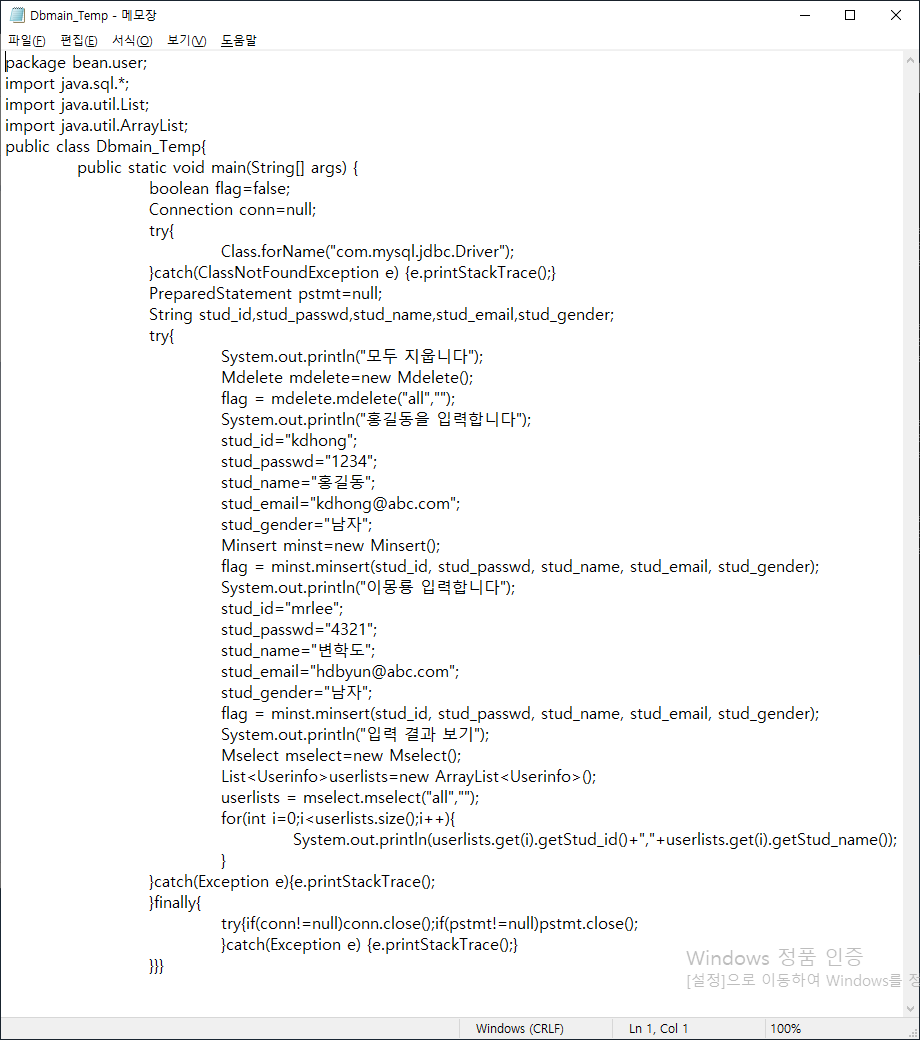 Dbmain_Temp - 메모장
파일(F) 편집(E) 서식(O) 보기(V) 도움말
package bean.user;
import java.sql.*;
import java.util.List;
import java.util.ArrayList;
public class Dbmain_Temp{
public static void main(String[] args) {
boolean flag=false;
Connection conn=null;
try{
Class.forName("com.mysql.jdbc.Driver");
}catch(ClassNotFoundException e) {e.printStackTrace();}
PreparedStatement pstmt=null;
String stud_id,stud_passwd,stud_name,stud_email,stud_gender;
try{
System.out.println("모두 지웁니다");
Mdelete mdelete=new Mdelete();
flag = mdelete.mdelete("all","");
System.out.println("홍길동을 입력합니다");
stud_id="kdhong";
stud_passwd="1234";
stud_name="홍길동";
stud_email="kdhong@abc.com";
stud_gender="남자";
Minsert minst=new Minsert();
flag = minst.minsert(stud_id, stud_passwd, stud_name, stud_email, stud_gender);
System.out.println("이몽룡 입력합니다");
stud_id="mrlee";
stud_passwd="4321";
stud_name="변학도";
stud_email="hdbyun@abc.com";
stud_gender="남자";
flag = minst.minsert(stud_id, stud_passwd, stud_name, stud_email, stud_gender);
System.out.println("입력 결과 보기");
Mselect mselect=new Mselect();
List<Userinfo>userlists=new ArrayList<Userinfo>();
userlists = mselect.mselect("all","");
for(int i=0;i<userlists.size();i++){
System.out.println(userlists.get(i).getStud_id()+","+userlists.get(i).getStud_name());
}
}catch(Exception e){e.printStackTrace();
}finally{
try{if(conn!=null)conn.close();if(pstmt!=null)pstmt.close();
}catch(Exception e) {e.printStackTrace();}
}}}
Windows 정품 인증
[설정]으로 이동하여 Windows를 정
Windows (CRLF) Ln 1, Col 1 100%